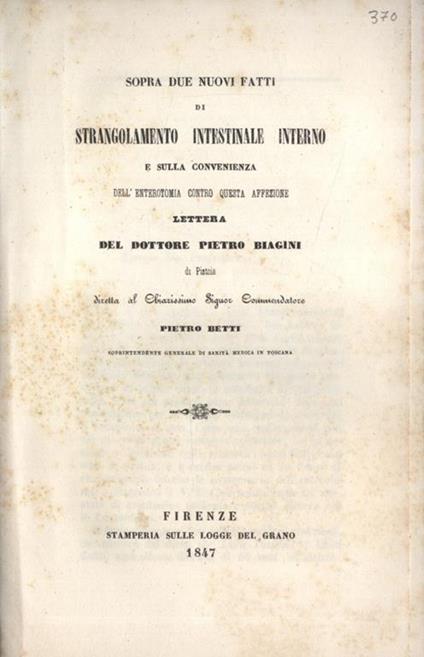 370
SOPRA DUE NUOVI FATTI
DI
STRANGOLAMENTO INTESTINALE INTERNO
E SULLA CONVENIENZA
DELL'ENTEROTOMIA CONTRO QUESTA AFFEZIONE
LETTERA
DEL DOTTORE PIETRO BIAGINI
di Pistoia
diretta al Chiarissimo Signor Commendatore
PIETRO BETTI
SOPRINTENDENTE GENERALE DI SANITÀ MEDICA IN TOSCANA
FIRENZE
STAMPERIA SULLE LOGGE DEL GRANO
1847